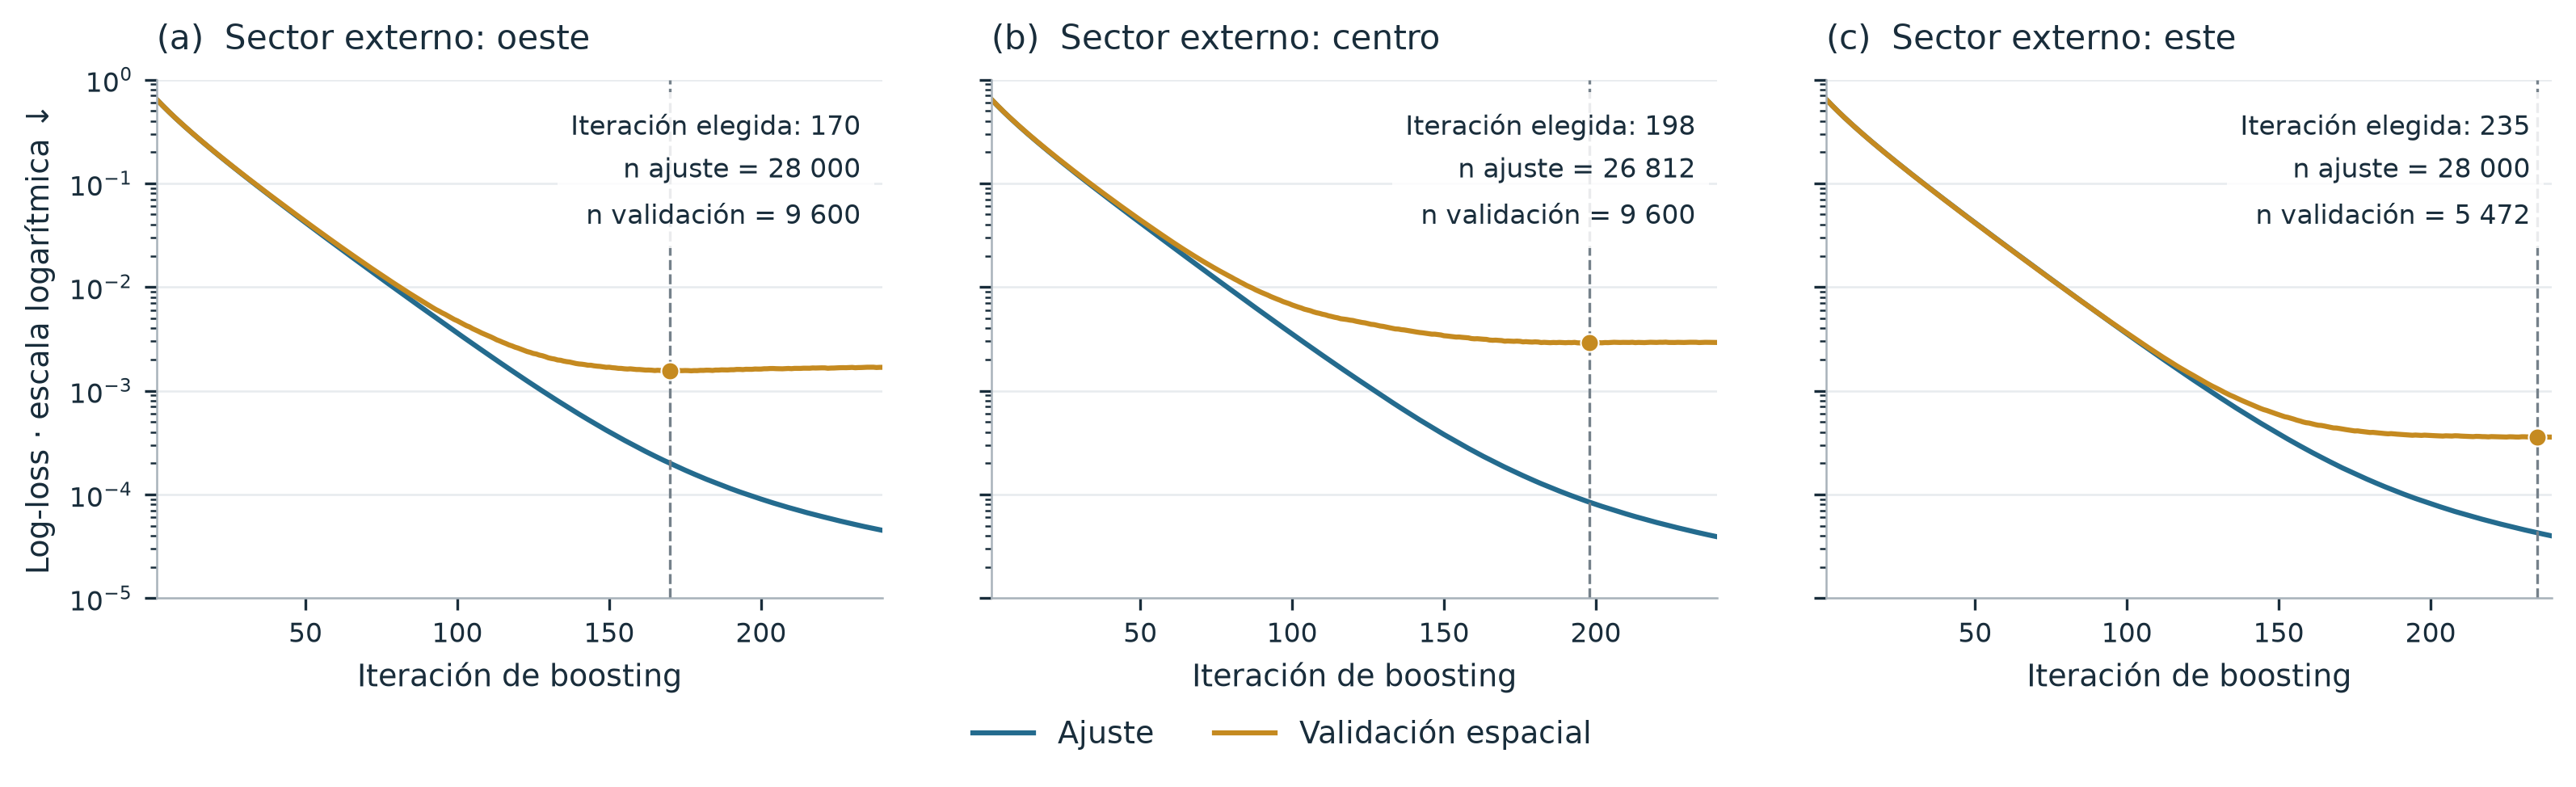 (a)  Sector externo: oeste
Log-loss · escala logarítmica ↓
10⁰
10⁻¹
10⁻²
10⁻³
10⁻⁴
10⁻⁵
Iteración elegida: 170
n ajuste = 28 000
n validación = 9 600
50 100 150 200
Iteración de boosting
(b)  Sector externo: centro
Iteración elegida: 198
n ajuste = 26 812
n validación = 9 600
50 100 150 200
Iteración de boosting
(c)  Sector externo: este
Iteración elegida: 235
n ajuste = 28 000
n validación = 5 472
50 100 150 200
Iteración de boosting
Ajuste
Validación espacial